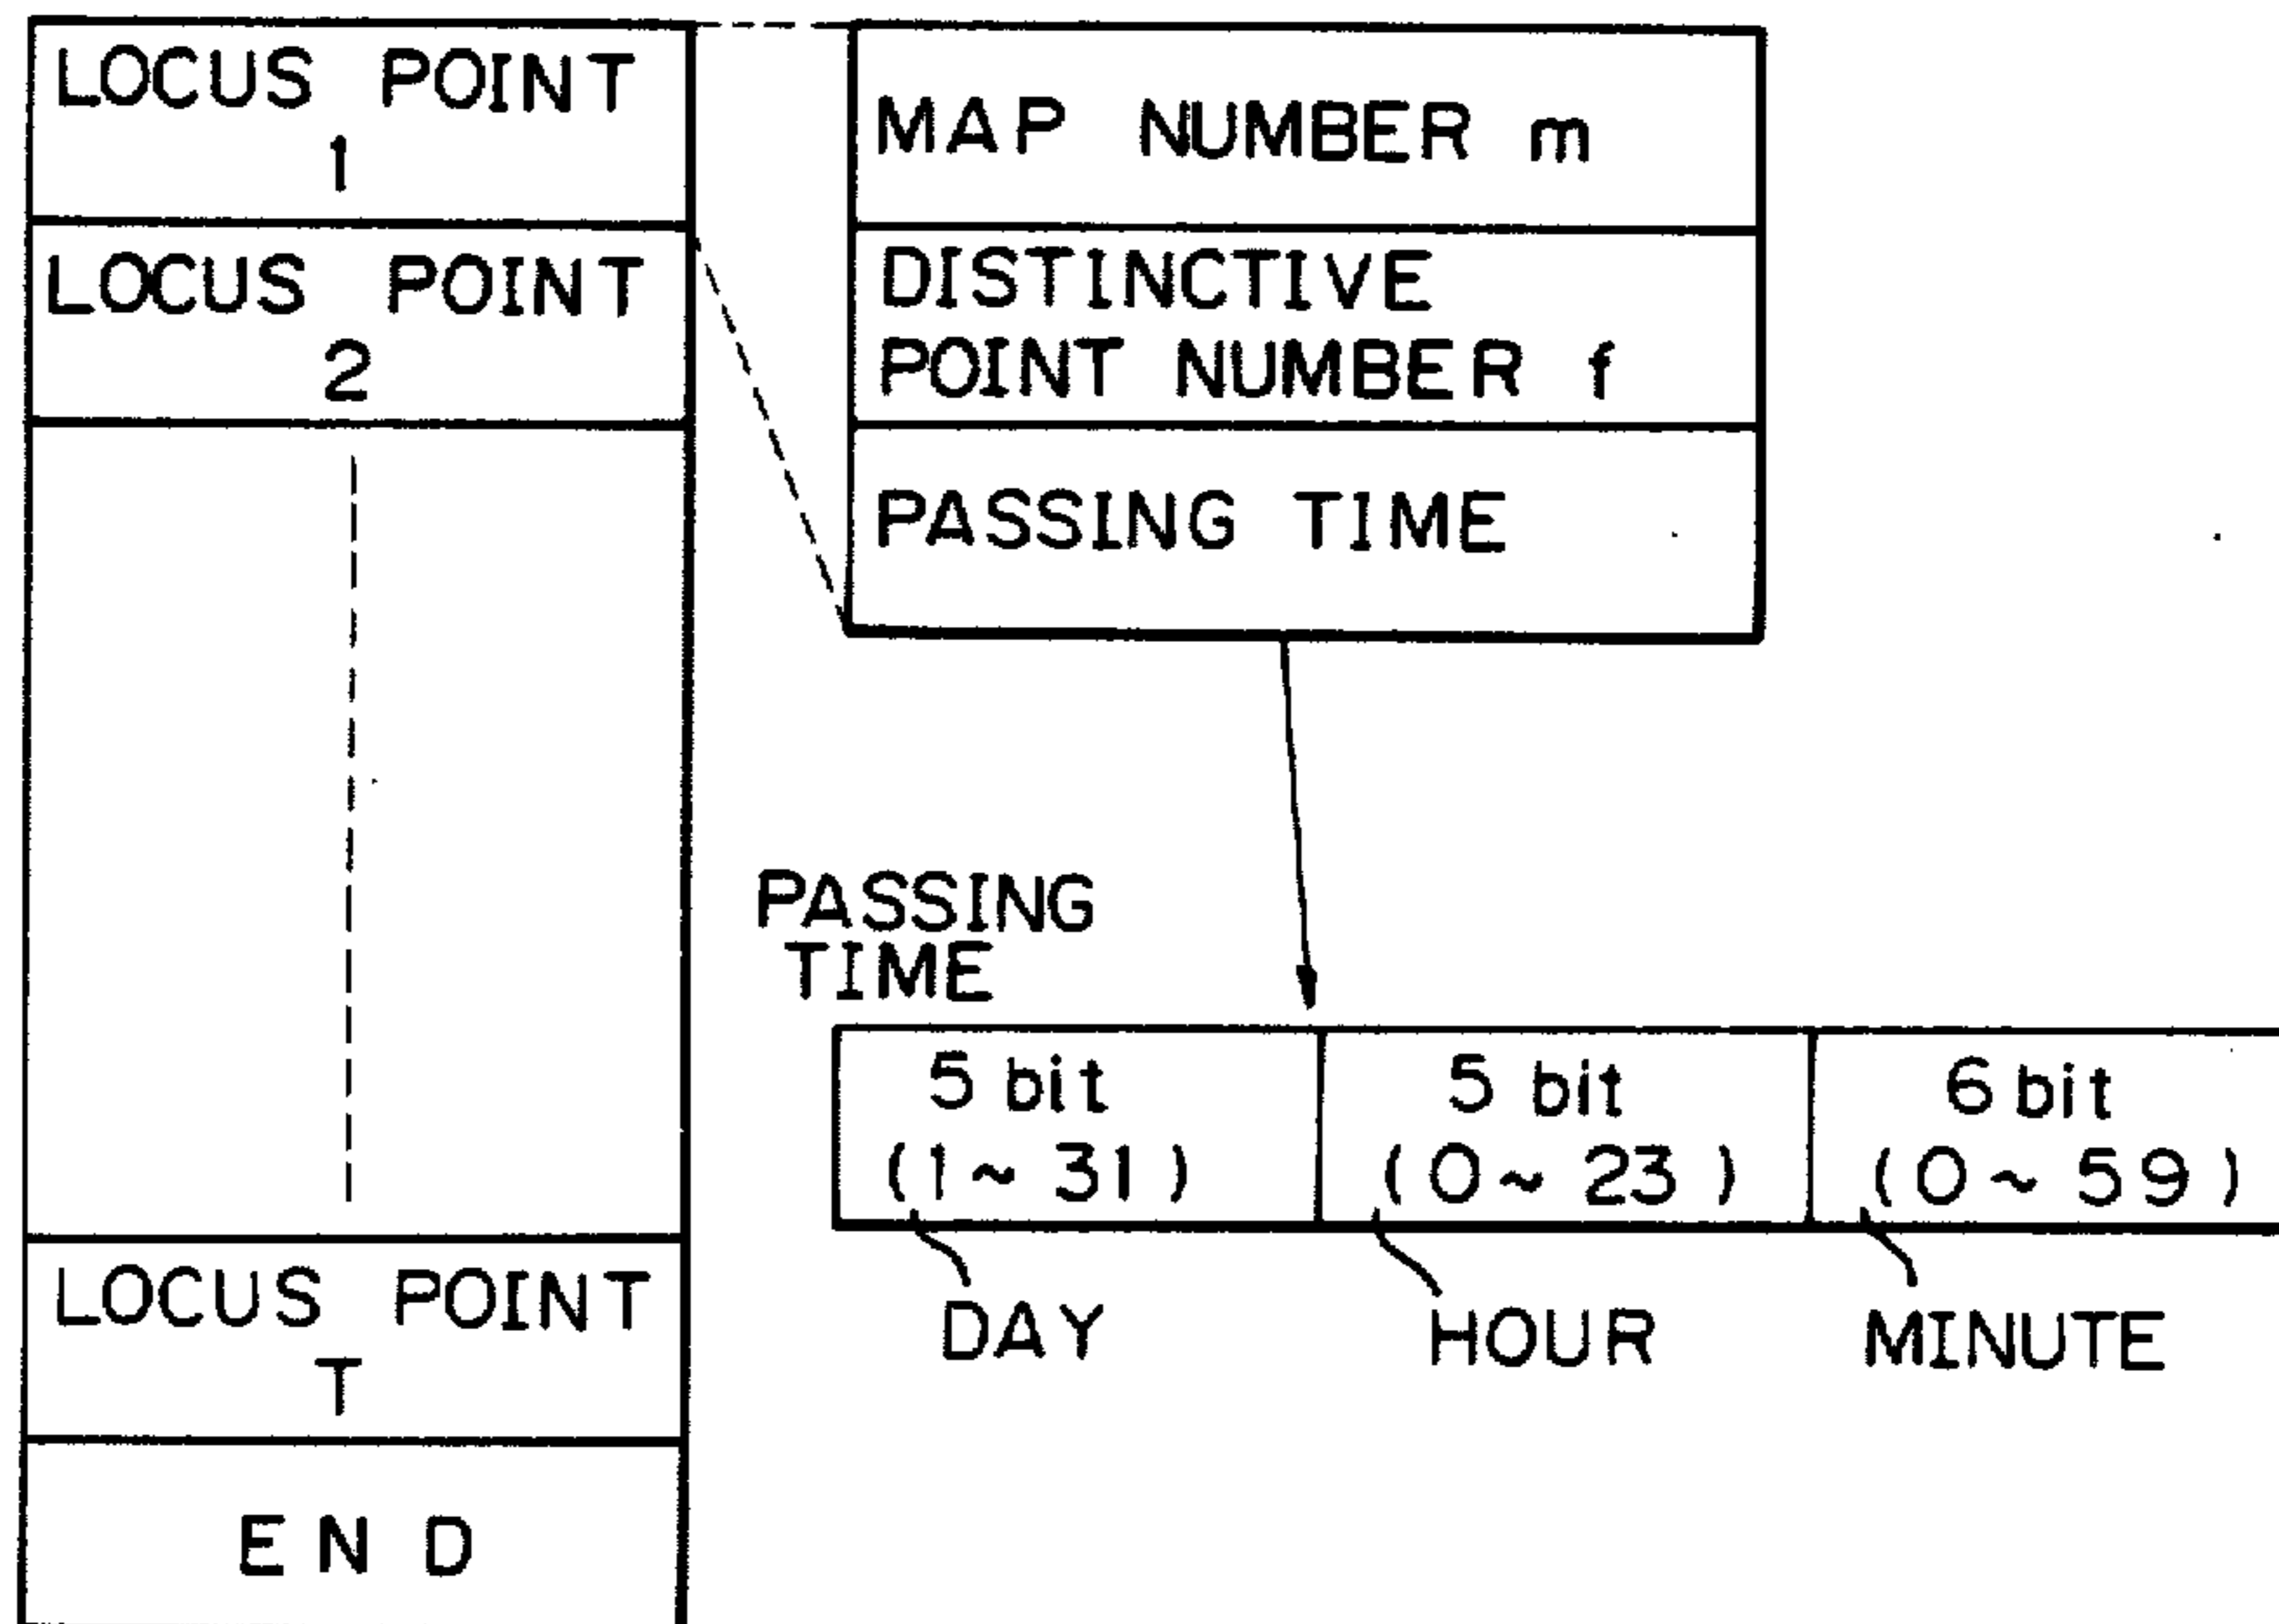 LOCUS POINT
1
LOCUS POINT
2
LOCUS POINT
T
END
MAP NUMBER m
DISTINCTIVE
POINT NUMBER f
PASSING TIME
PASSING
TIME
5 bit
(1~31)
5 bit
(0~23)
6 bit
(0~59)
DAY
HOUR
MINUTE